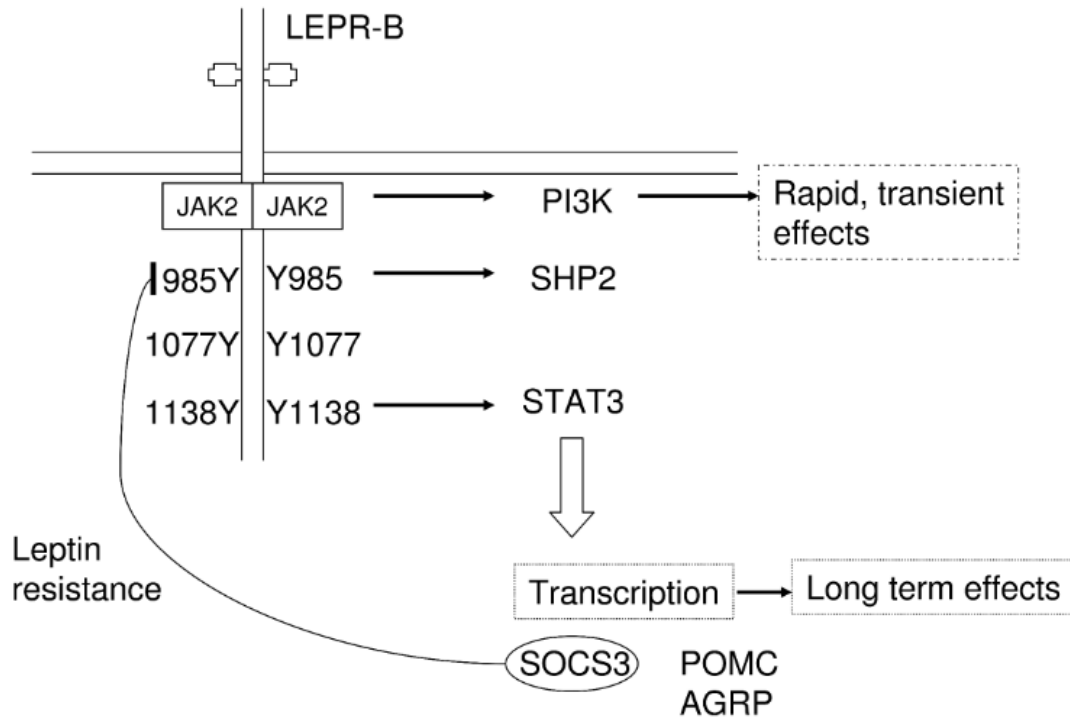 LEPR-B
JAK2 JAK2
PI3K
Rapid, transient
effects
985Y Y985
SHP2
1077Y Y1077
1138Y Y1138
STAT3
Leptin
resistance
Transcription
Long term effects
SOCS3
POMC
AGRP